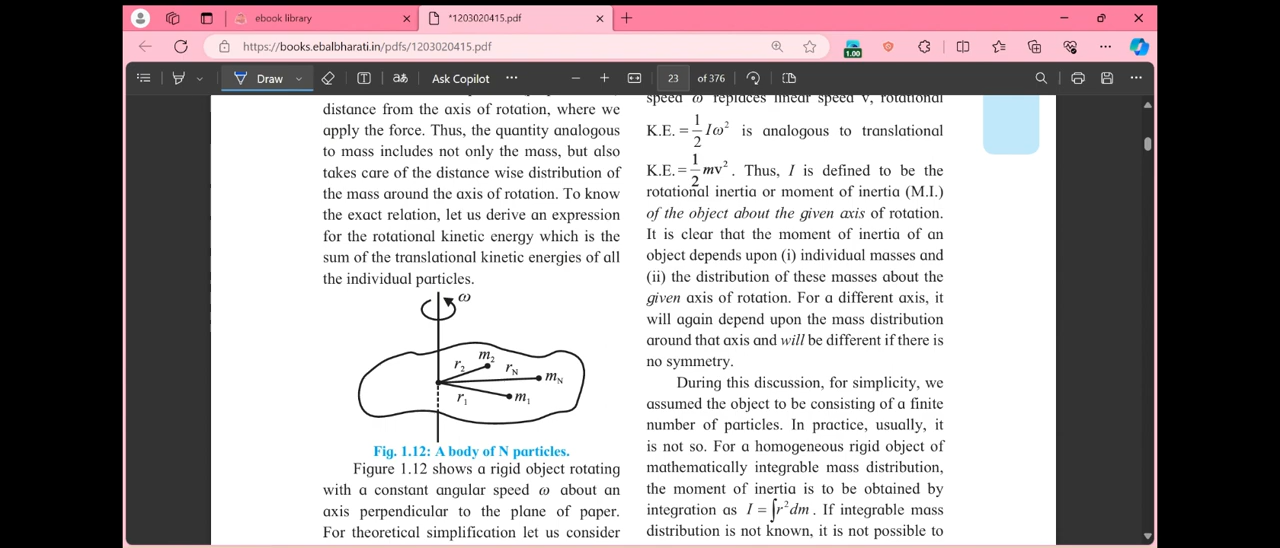 ebook library
*1203020415.pdf
https://books.ebalbharati.in/pdfs/1203020415.pdf
1.00
Draw
aあ
Ask Copilot
23
of 376
distance from the axis of rotation, where we
apply the force. Thus, the quantity analogous
to mass includes not only the mass, but also
takes care of the distance wise distribution of
the mass around the axis of rotation. To know
the exact relation, let us derive an expression
for the rotational kinetic energy which is the
sum of the translational kinetic energies of all
the individual particles.
ω
m₂
r₂
r_N
m_N
r₁
m₁
Fig. 1.12: A body of N particles.
Figure 1.12 shows a rigid object rotating
with a constant angular speed ω about an
axis perpendicular to the plane of paper.
For theoretical simplification let us consider
speed ω replaces linear speed v, rotational
K.E. = 1/2 Iω² is analogous to translational
K.E. = 1/2 mv². Thus, I is defined to be the
rotational inertia or moment of inertia (M.I.)
of the object about the given axis of rotation.
It is clear that the moment of inertia of an
object depends upon (i) individual masses and
(ii) the distribution of these masses about the
given axis of rotation. For a different axis, it
will again depend upon the mass distribution
around that axis and will be different if there is
no symmetry.
During this discussion, for simplicity, we
assumed the object to be consisting of a finite
number of particles. In practice, usually, it
is not so. For a homogeneous rigid object of
mathematically integrable mass distribution,
the moment of inertia is to be obtained by
integration as I = ∫r²dm. If integrable mass
distribution is not known, it is not possible to